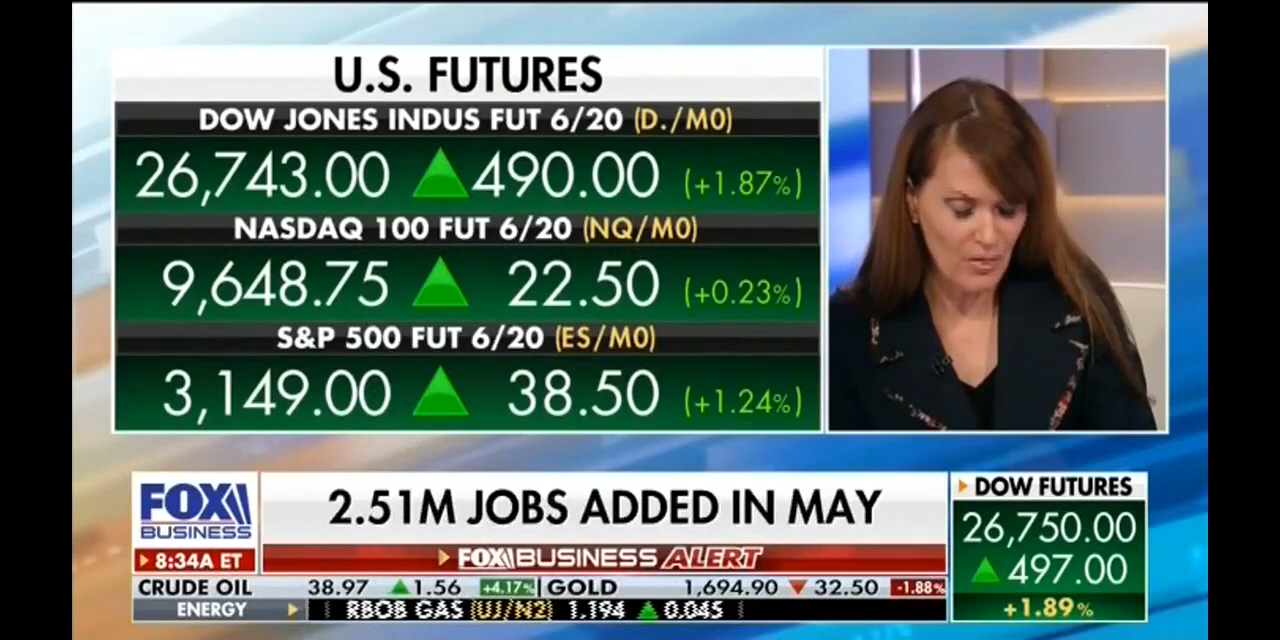 U.S. FUTURES
DOW JONES INDUS FUT 6/20 (D./M0)
26,743.00 490.00 (+1.87%)
NASDAQ 100 FUT 6/20 (NQ/M0)
9,648.75 22.50 (+0.23%)
S&P 500 FUT 6/20 (ES/M0)
3,149.00 38.50 (+1.24%)
FOX
BUSINESS
8:34A ET
2.51M JOBS ADDED IN MAY
FOX BUSINESS ALERT
DOW FUTURES
26,750.00
497.00
+1.89%
CRUDE OIL 38.97 1.56 +4.17% GOLD 1,694.90 32.50 -1.88%
ENERGY RBOB GAS (UJ/N2) 1.194 0.045